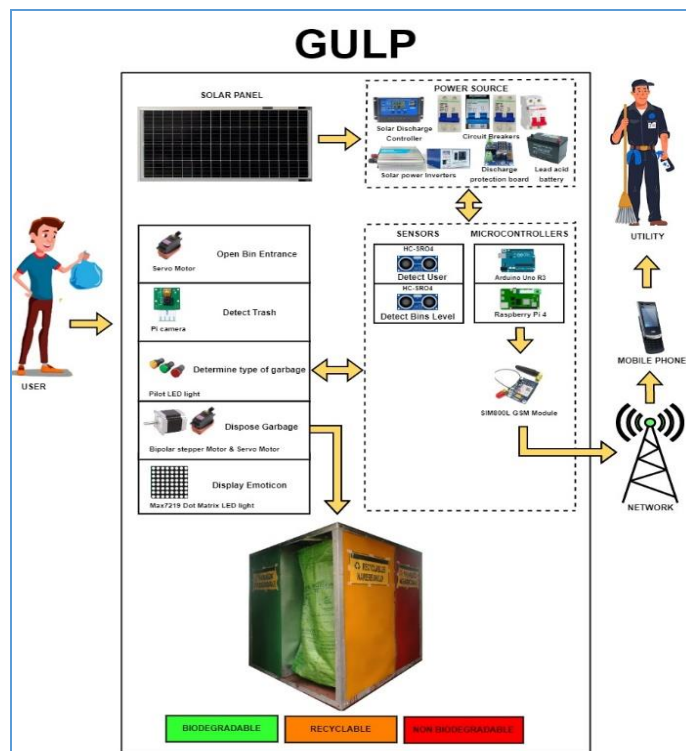 GULP
SOLAR PANEL
POWER SOURCE
Solar Discharge
Controller
Circuit Breakers
Solar power Inverters
Discharge
protection board
Lead acid
battery
UTILITY
SENSORS
HC-SRO4
Detect User
HC-SRO4
Detect Bins Level
MICROCONTROLLERS
Arduino Uno R3
Raspberry Pi 4
SIM800L GSM Module
MOBILE PHONE
NETWORK
USER
Open Bin Entrance
Servo Motor
Detect Trash
Pi camera
Determine type of garbage
Pilot LED light
Dispose Garbage
Bipolar stepper Motor & Servo Motor
Display Emoticon
Max7219 Dot Matrix LED light
RECYCLABLE
BIODEGRADABLE
RECYCLABLE
NON BIODEGRADABLE